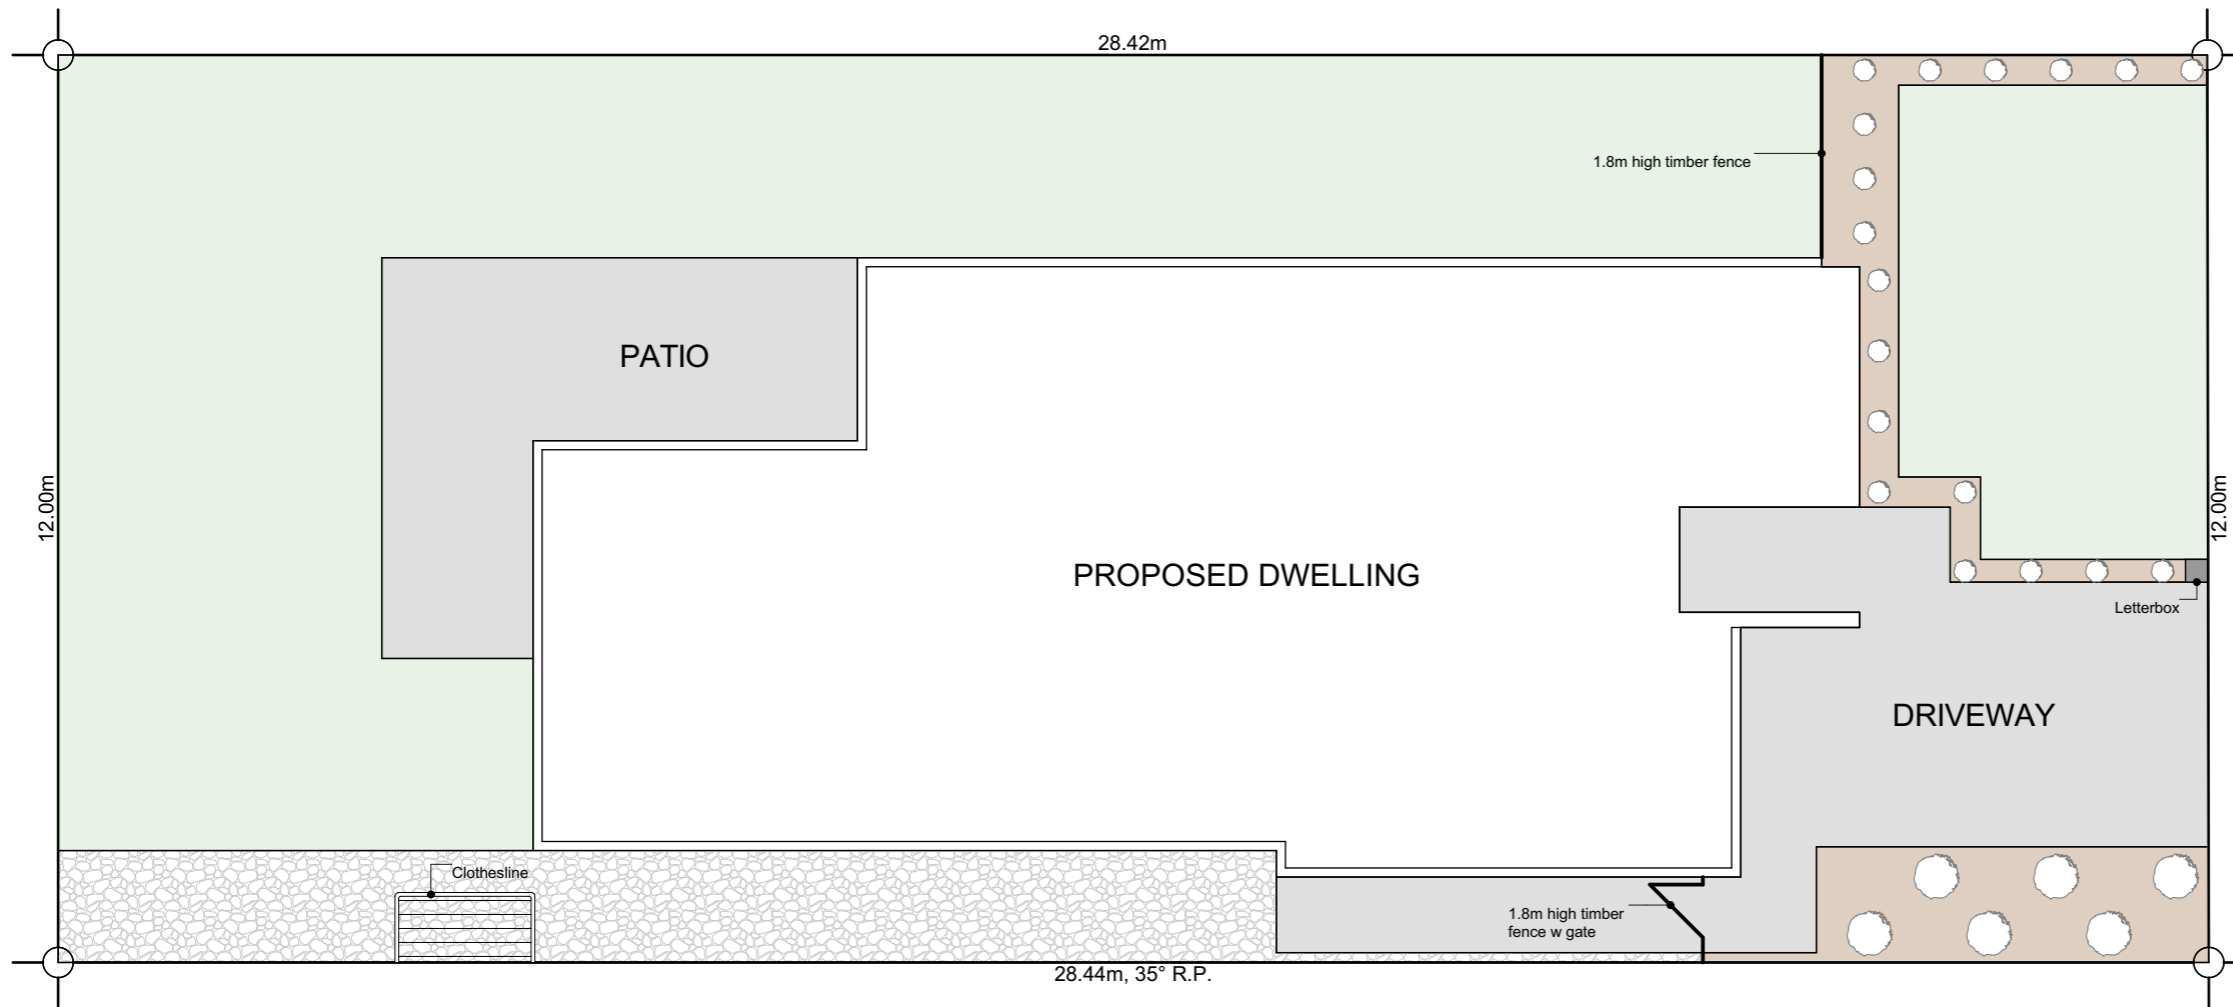 28.42m
1.8m high timber fence
PATIO
12.00m
12.00m
PROPOSED DWELLING
Letterbox
DRIVEWAY
Clothesline
1.8m high timber
fence w gate
28.44m, 35° R.P.